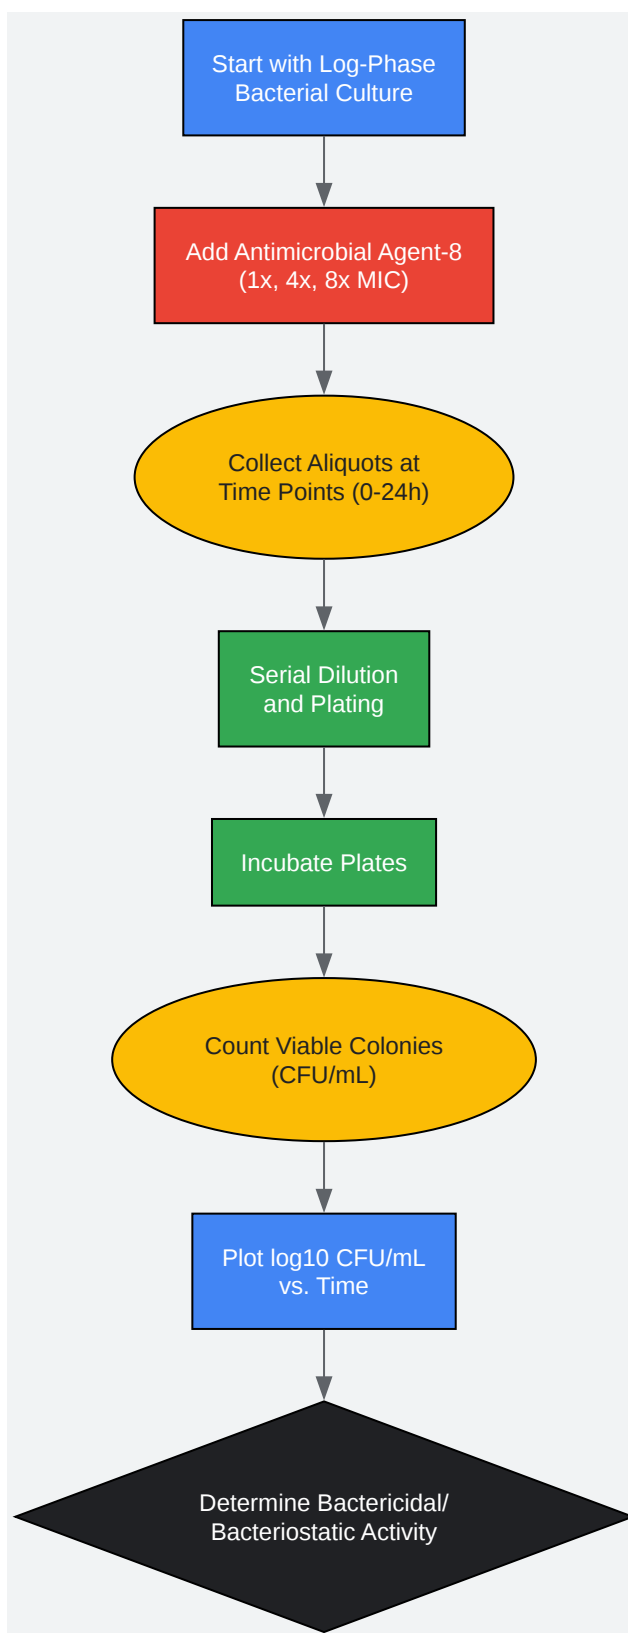 Start with Log-Phase
Bacterial Culture
Add Antimicrobial Agent-8
(1x, 4x, 8x MIC)
Collect Aliquots at
Time Points (0-24h)
Serial Dilution
and Plating
Incubate Plates
Count Viable Colonies
(CFU/mL)
Plot log10 CFU/mL
vs. Time
Determine Bactericidal/
Bacteriostatic Activity